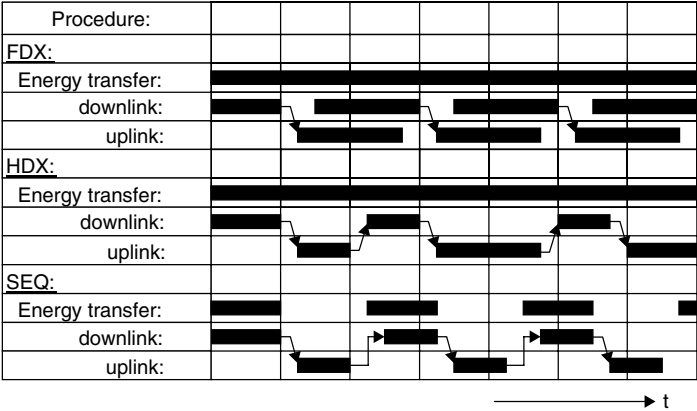 Procedure:
FDX:
Energy transfer:
downlink:
uplink:
HDX:
Energy transfer:
downlink:
uplink:
SEQ:
Energy transfer:
downlink:
uplink:
t